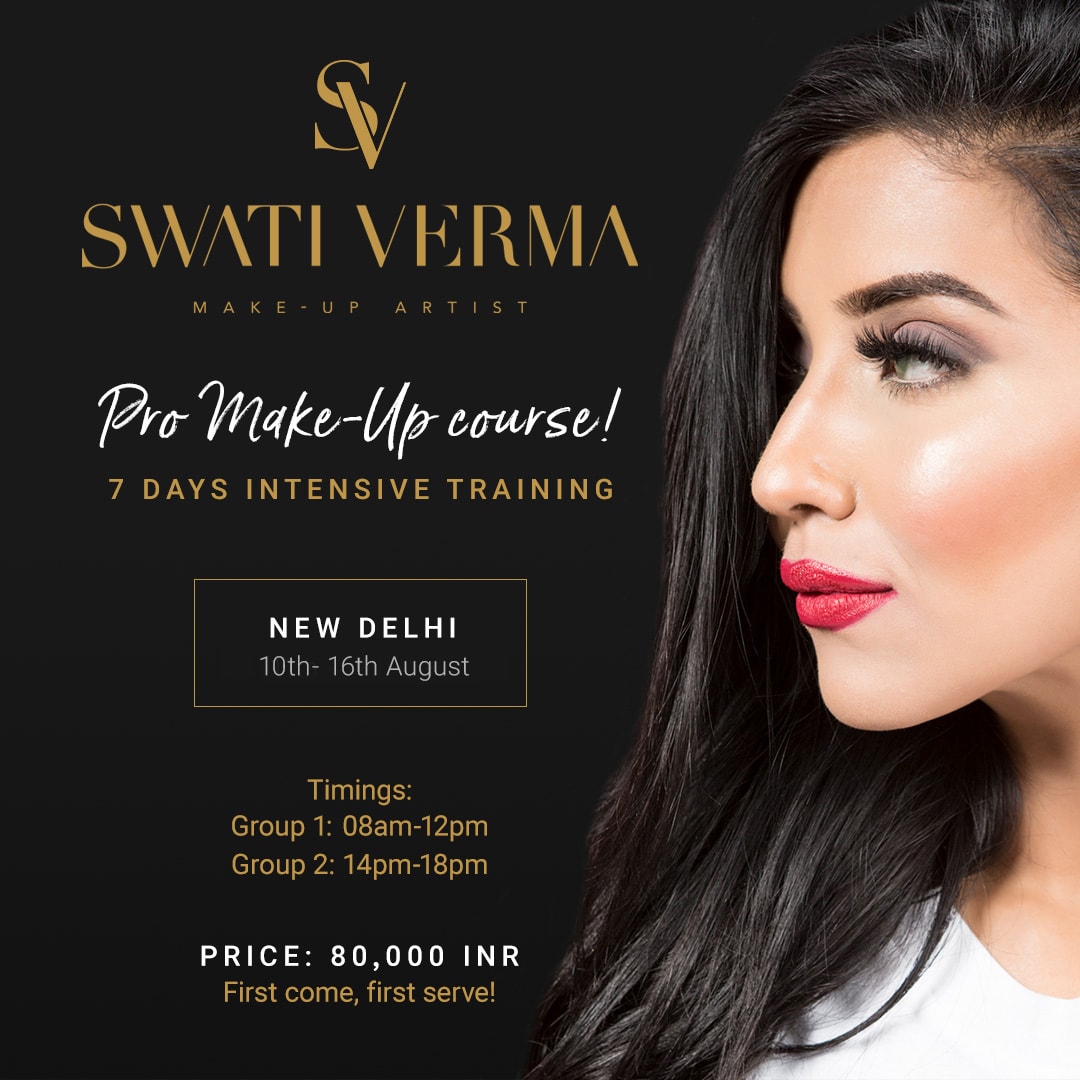 SV
SWATI VERMA
MAKE-UP ARTIST
Pro Make-Up course!
7 DAYS INTENSIVE TRAINING
NEW DELHI
10th- 16th August
Timings:
Group 1: 08am-12pm
Group 2: 14pm-18pm
PRICE: 80,000 INR
First come, first serve!